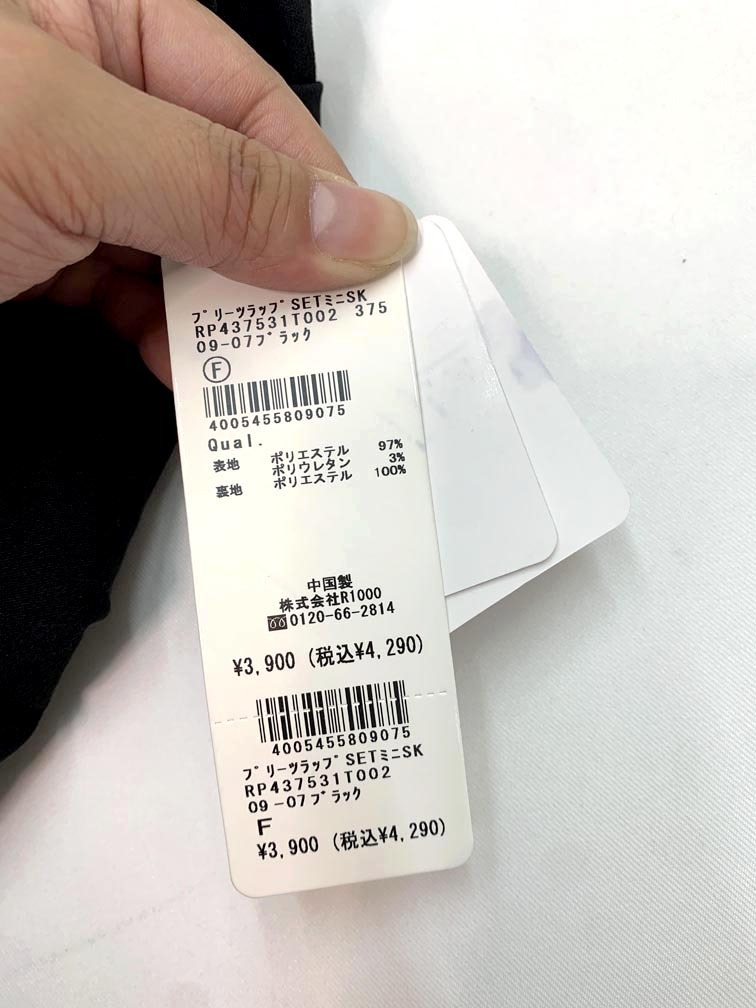 プリーツラップSETミニSK
RP437531T002 375
09-07ブラック
F
4005455809075
Qual.
表地 ポリエステル 97%
ポリウレタン 3%
裏地 ポリエステル 100%
中国製
株式会社R1000
0120-66-2814
¥3,900 (税込¥4,290)
4005455809075
プリーツラップSETミニSK
RP437531T002
09-07ブラック
F
¥3,900 (税込¥4,290)